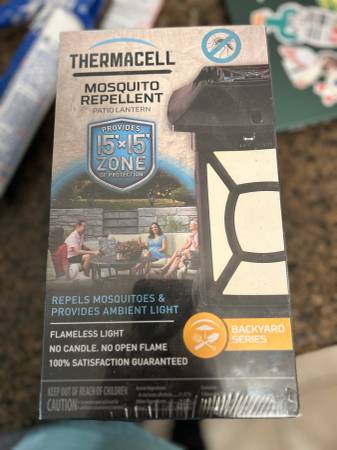 THERMACELL
MOSQUITO
REPELLENT
PATIO LANTERN
PROVIDES
15'x15'
ZONE
OF PROTECTION
REPELS MOSQUITOES &
PROVIDES AMBIENT LIGHT
FLAMELESS LIGHT
NO CANDLE. NO OPEN FLAME
100% SATISFACTION GUARANTEED
BACKYARD
SERIES
KEEP OUT OF REACH OF CHILDREN
CAUTION